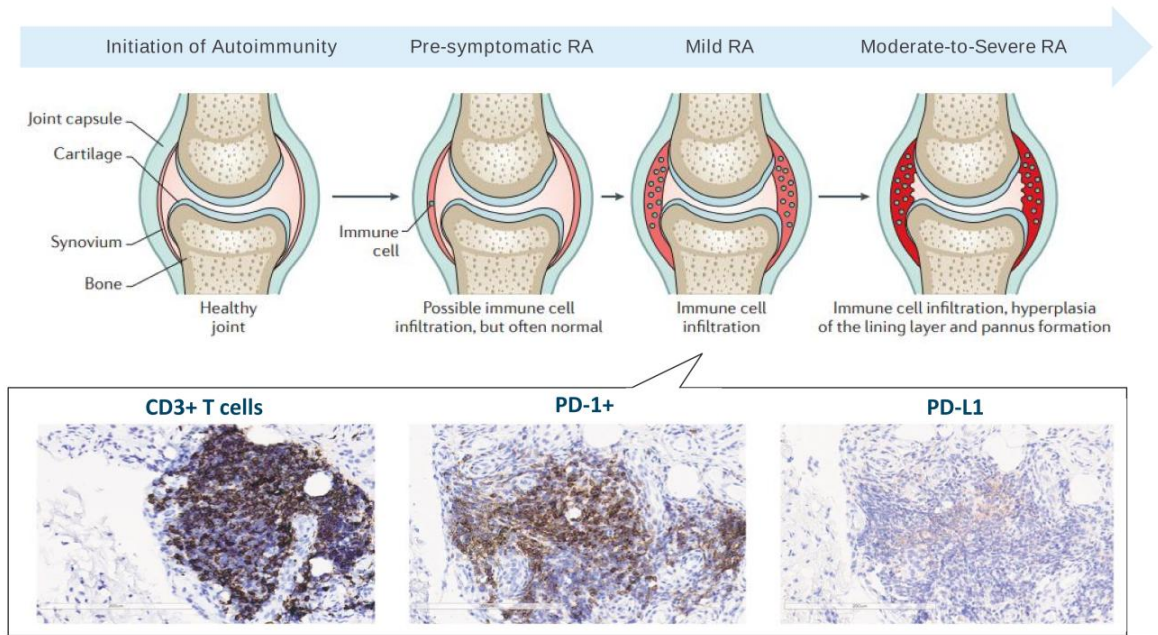 Initiation of Autoimmunity
Pre-symptomatic RA
Mild RA
Moderate-to-Severe RA
Joint capsule
Cartilage
Synovium
Bone
Immune
cell
Healthy
joint
Possible immune cell
infiltration, but often normal
Immune cell
infiltration
Immune cell infiltration, hyperplasia
of the lining layer and pannus formation
CD3+ T cells
PD-1+
PD-L1